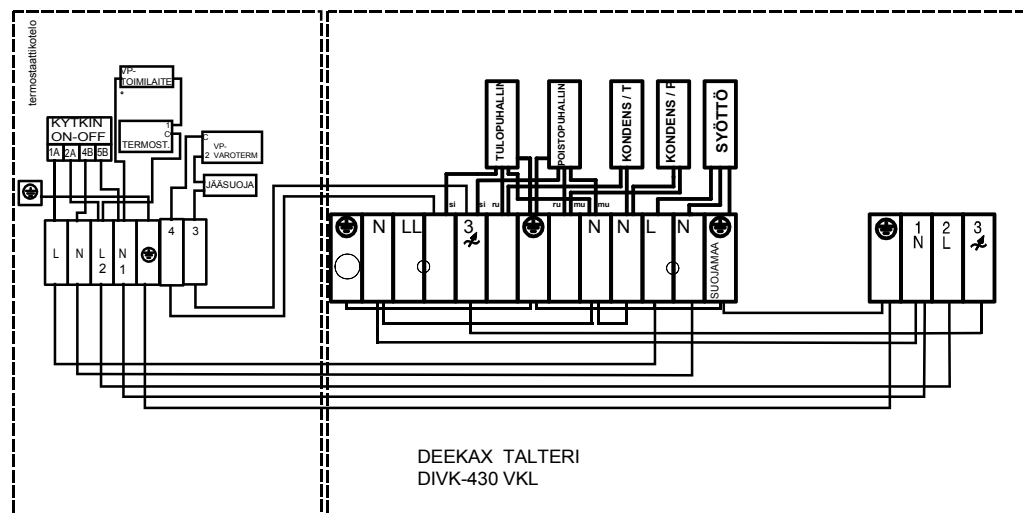 termostaattikotelo
VP-
TOIMILAITE
*
KYTKIN
ON-OFF
1A 2A 4B 5B
1
C
TERMOST.
C
VP-
2 VAROTERM
JÄÄSUOJA
L N L 2 N 1 4 3
TULOPUHALLIN
POISTOPUHALLIN
KONDENS / T
KONDENS / P
SYÖTTÖ
si si ru ru mu mu
N LL 3 N N L N
SUOJAMAA
1 2 3
N L
DEEKAX TALTERI
DIVK-430 VKL